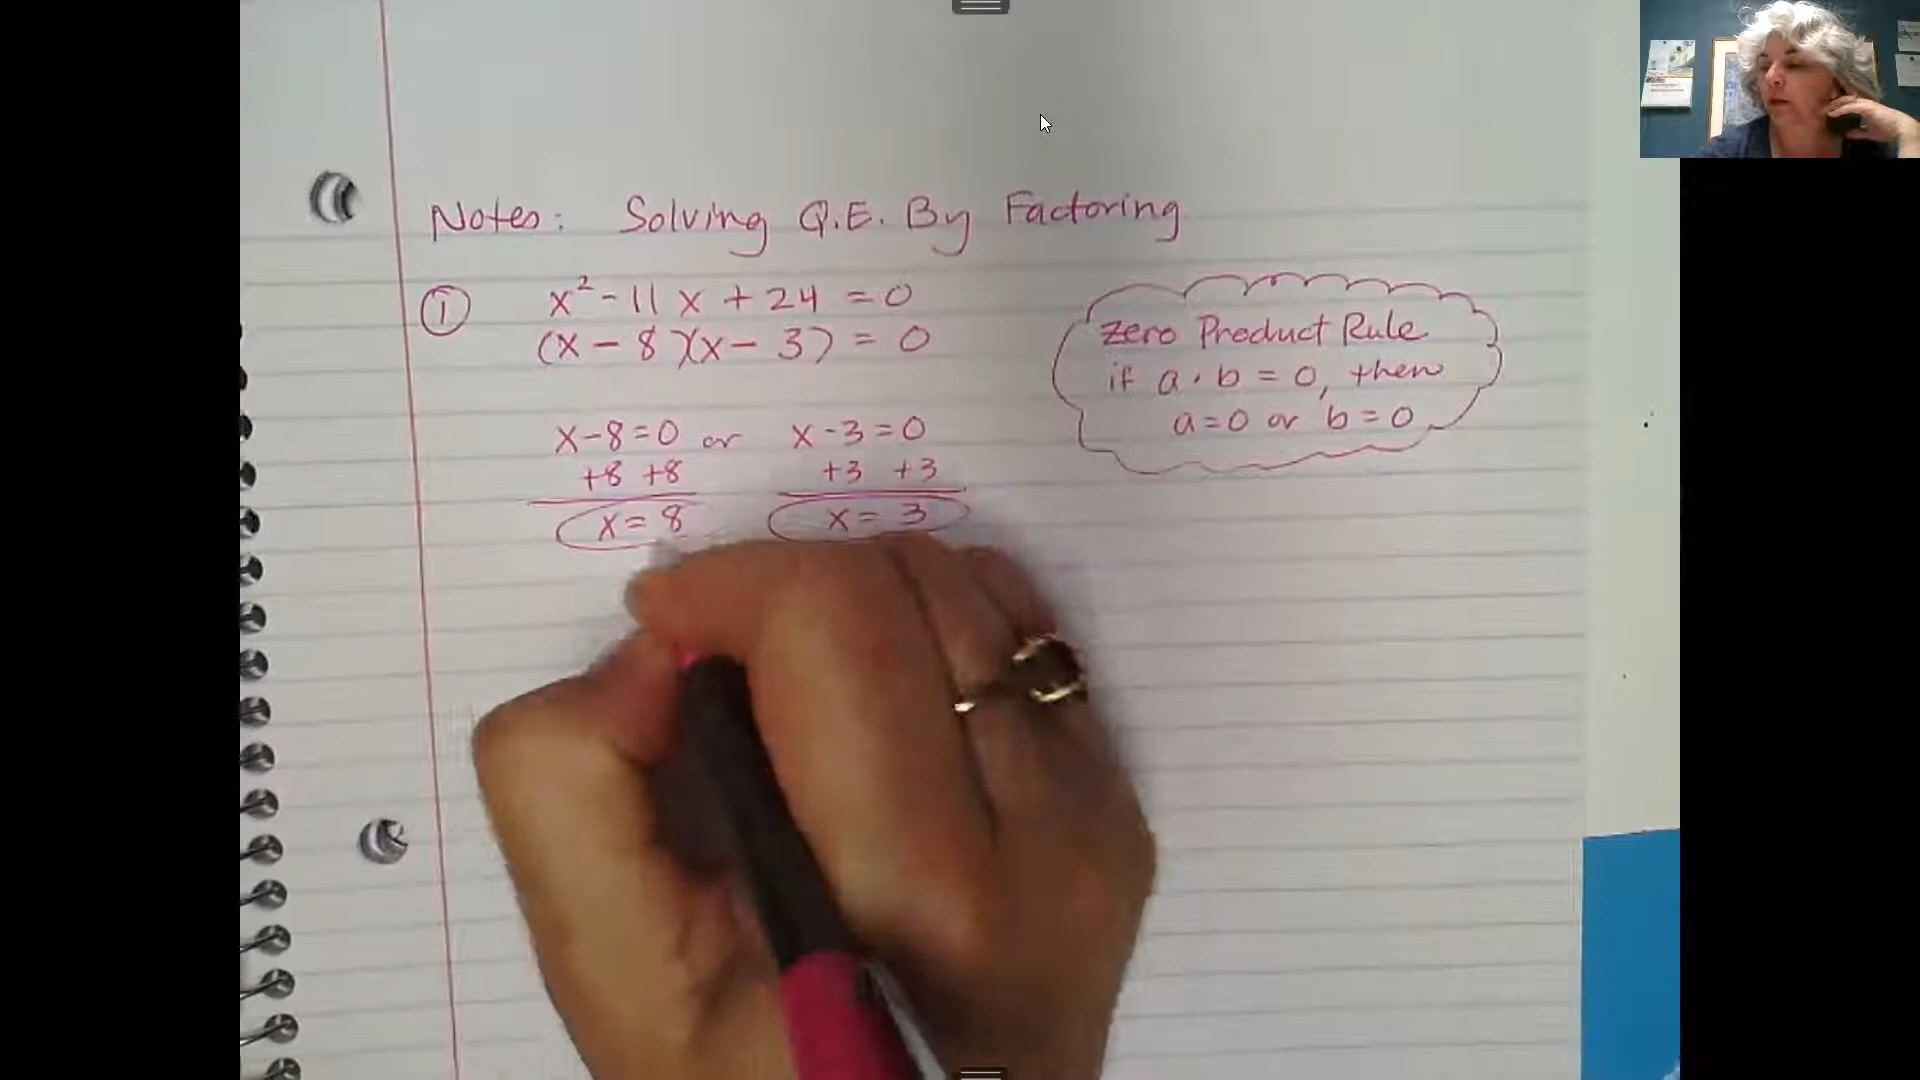 Notes: Solving Q.E. By Factoring
① x² - 11x + 24 = 0
(x - 8)(x - 3) = 0
x-8=0 or x-3=0
+8 +8 +3 +3
x = 8 x = 3
Zero Product Rule
if a · b = 0, then
a=0 or b=0